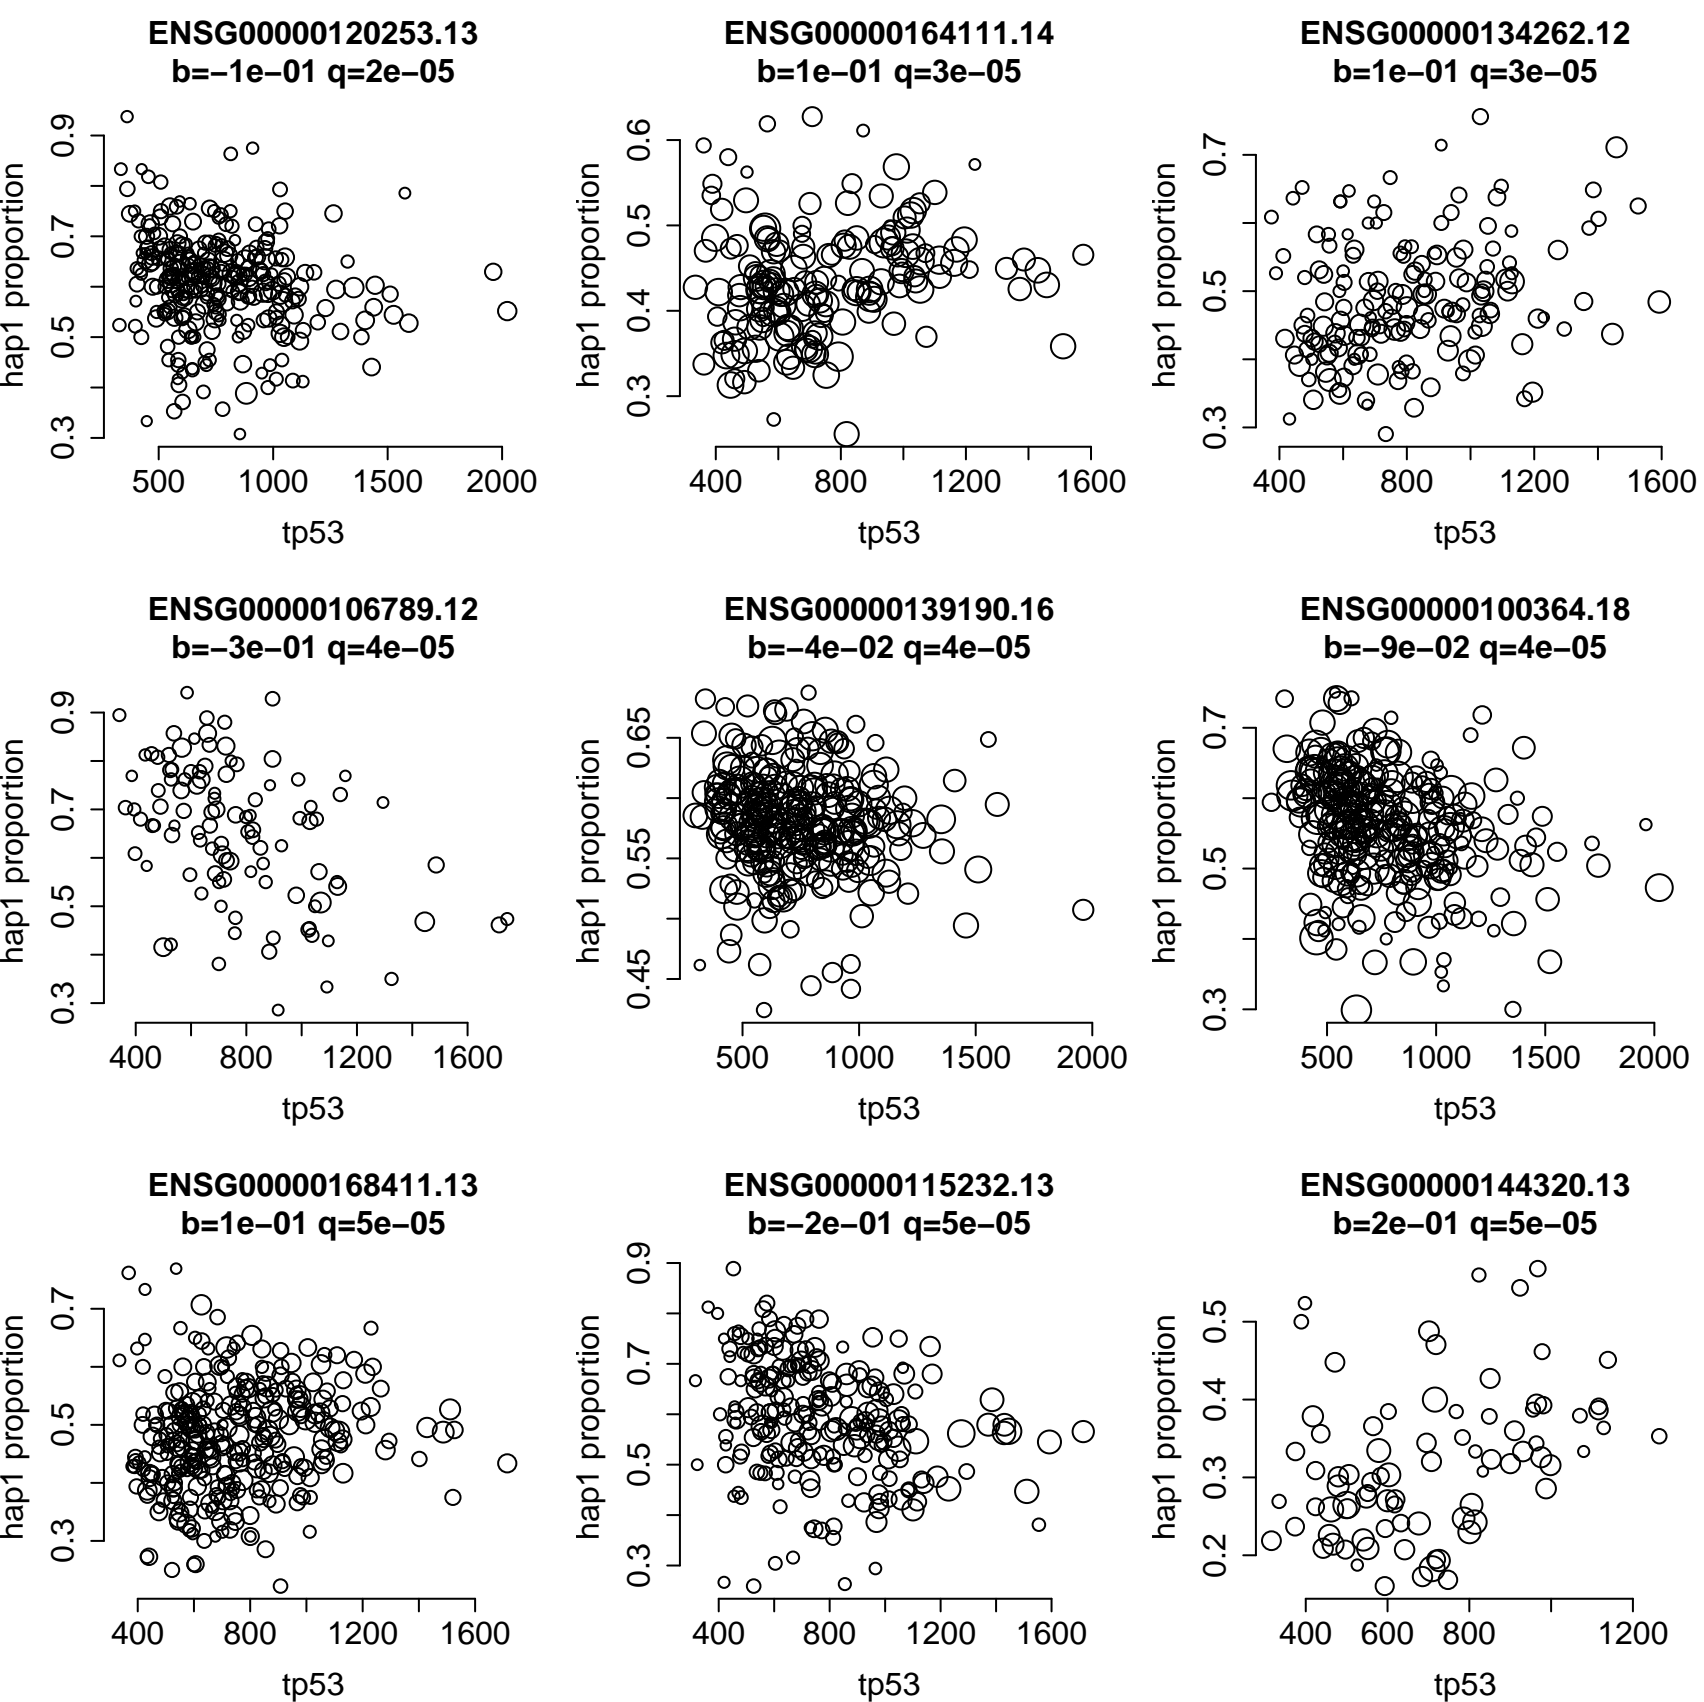 ENSG00000120253.13
b=−1e−01 q=2e−05
hap1 proportion
0.3 0.5 0.7 0.9
500 1000 1500 2000
tp53
ENSG00000164111.14
b=1e−01 q=3e−05
hap1 proportion
0.3 0.4 0.5 0.6
400 800 1200 1600
tp53
ENSG00000134262.12
b=1e−01 q=3e−05
hap1 proportion
0.3 0.5 0.7
400 800 1200 1600
tp53
ENSG00000106789.12
b=−3e−01 q=4e−05
hap1 proportion
0.3 0.5 0.7 0.9
400 800 1200 1600
tp53
ENSG00000139190.16
b=−4e−02 q=4e−05
hap1 proportion
0.45 0.55 0.65
500 1000 1500 2000
tp53
ENSG00000100364.18
b=−9e−02 q=4e−05
hap1 proportion
0.3 0.5 0.7
500 1000 1500 2000
tp53
ENSG00000168411.13
b=1e−01 q=5e−05
hap1 proportion
0.3 0.5 0.7
400 800 1200 1600
tp53
ENSG00000115232.13
b=−2e−01 q=5e−05
hap1 proportion
0.3 0.5 0.7 0.9
400 800 1200 1600
tp53
ENSG00000144320.13
b=2e−01 q=5e−05
hap1 proportion
0.2 0.3 0.4 0.5
400 600 800 1200
tp53